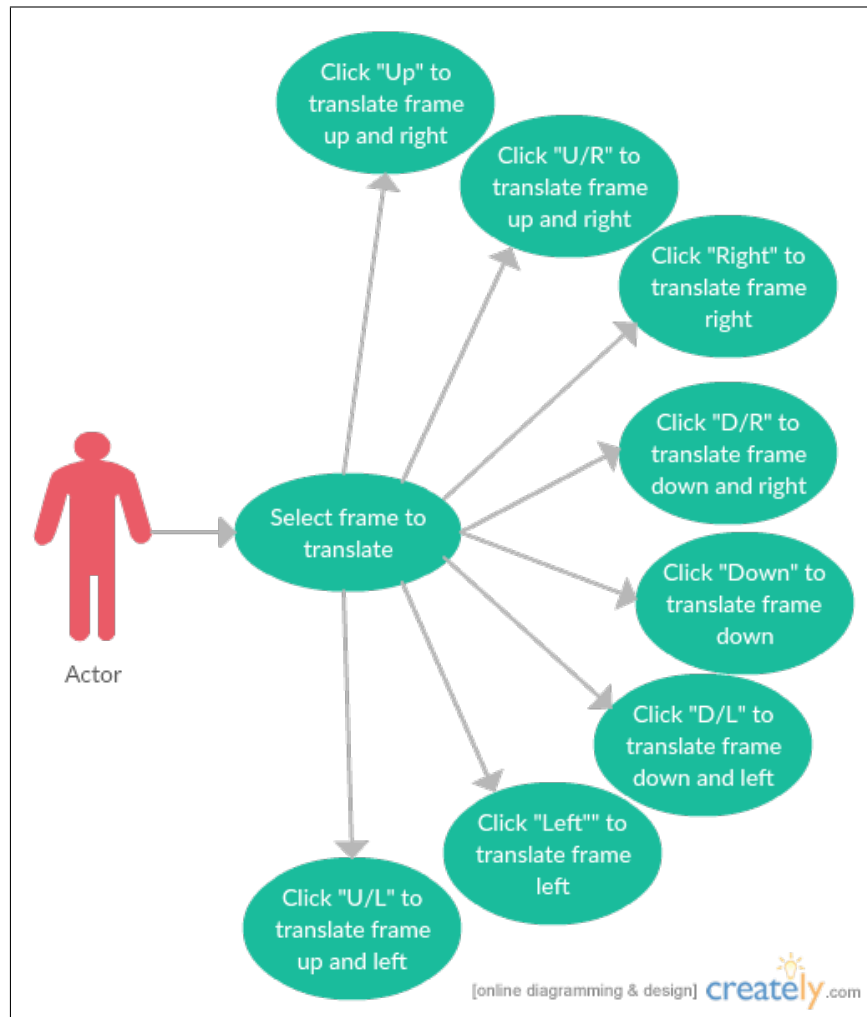 Click "Up" to
translate frame
up and right
Click "U/R" to
translate frame
up and right
Click "Right" to
translate frame
right
Click "D/R" to
translate frame
down and right
Select frame to
translate
Click "Down" to
translate frame
down
Actor
Click "D/L" to
translate frame
down and left
Click "Left"" to
translate frame
left
Click "U/L" to
translate frame
up and left
[online diagramming & design] creately.com